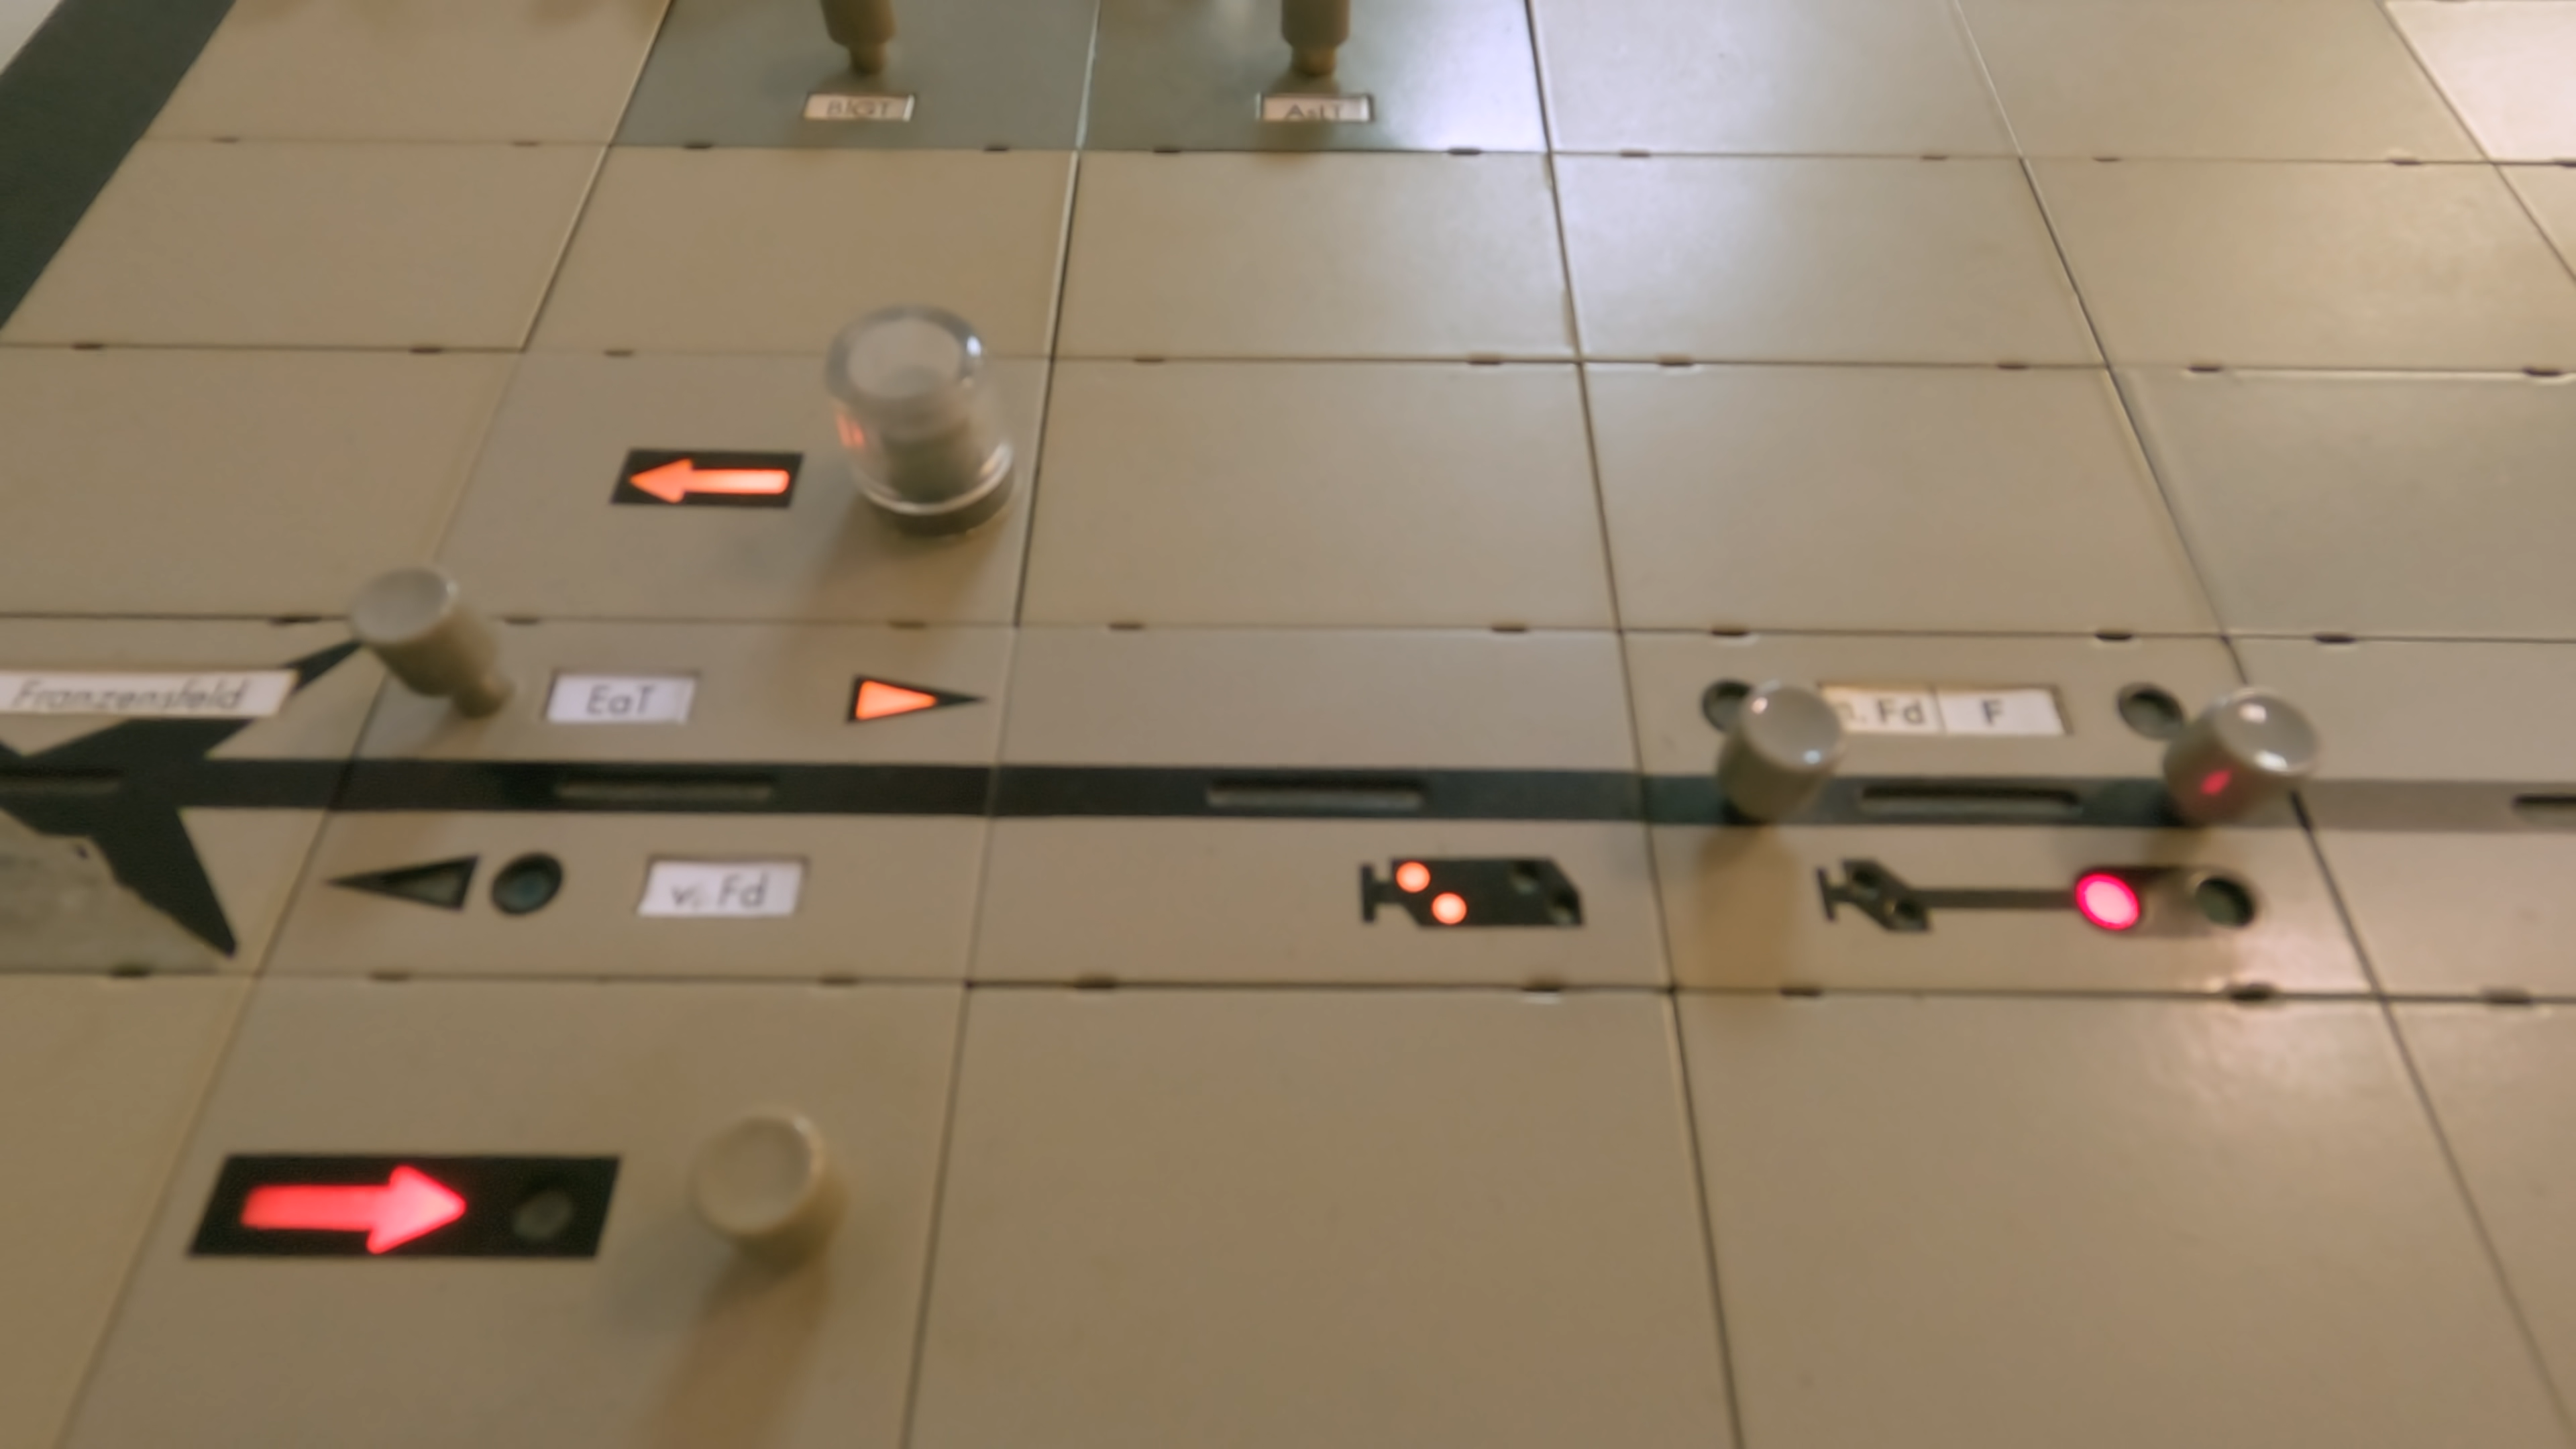 BlGT
AslT
Franzensfeld
EaT
n. Fd F
v. Fd